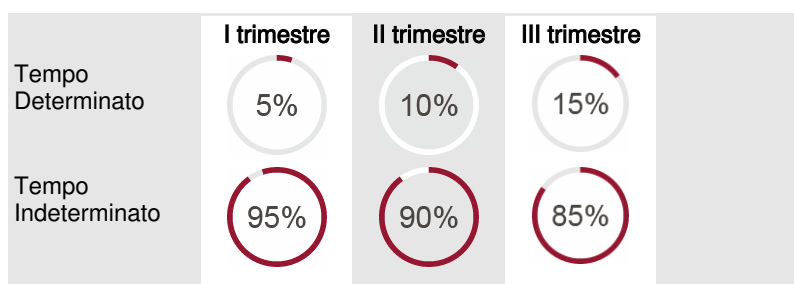 I trimestre II trimestre III trimestre
Tempo
Determinato
5% 10% 15%
Tempo
Indeterminato
95% 90% 85%